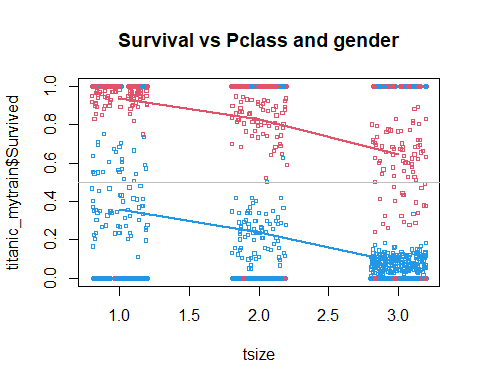 Survival vs Pclass and gender
titanic_mytrain$Survived
0.0 0.2 0.4 0.6 0.8 1.0
1.0 1.5 2.0 2.5 3.0
tsize